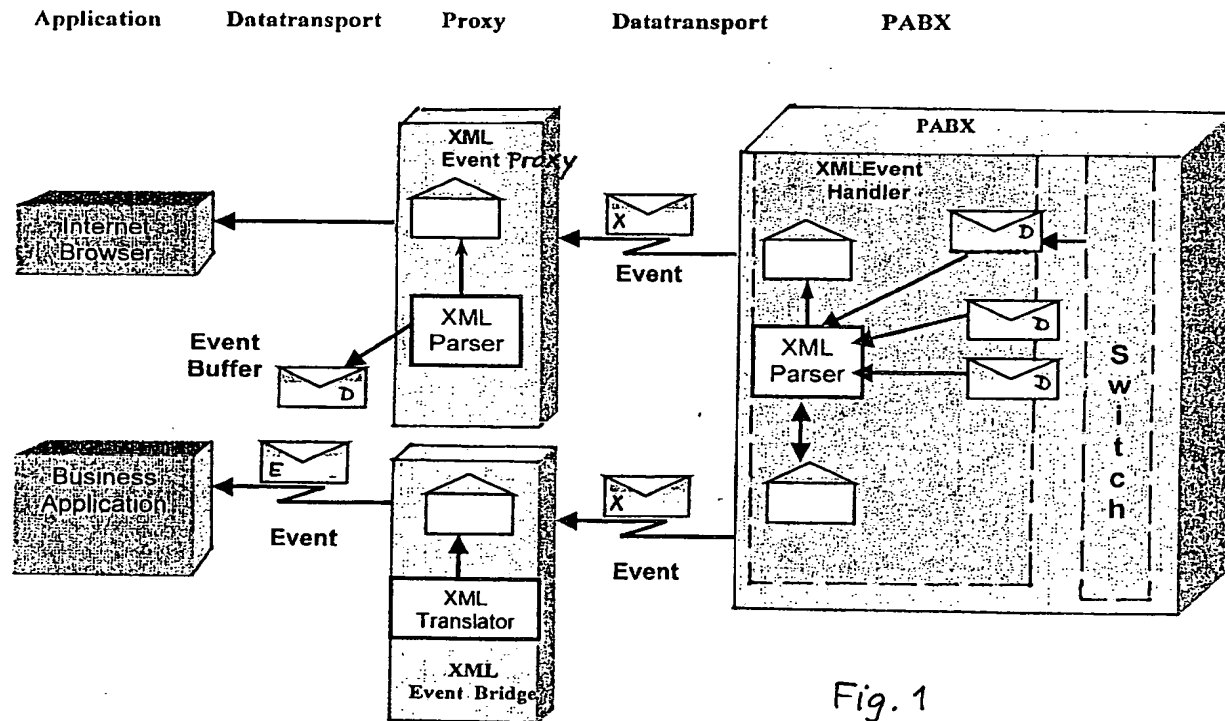 Application Datatransport Proxy Datatransport PABX
PABX
XML
Event Proxy
XMLEvent
Handler
Internet
Browser
X
Event
D
XML
Parser
Event
Buffer
D
XML
Parser
D
D
Switch
Business
Application
E
Event
X
Event
XML
Translator
XML
Event Bridge
Fig. 1